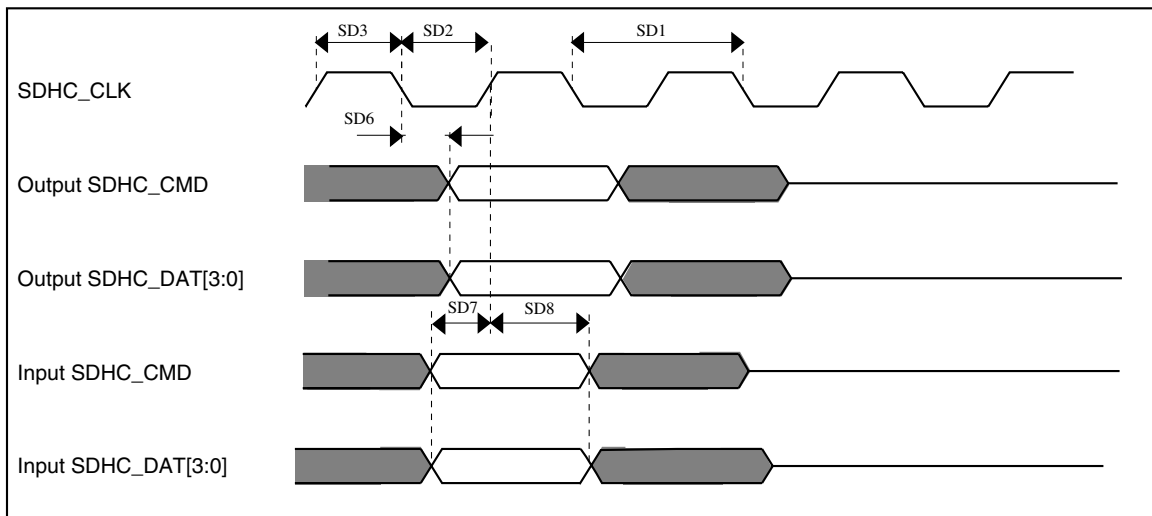 SD3
SD2
SD1
SDHC_CLK
SD6
Output SDHC_CMD
Output SDHC_DAT[3:0]
SD7
SD8
Input SDHC_CMD
Input SDHC_DAT[3:0]